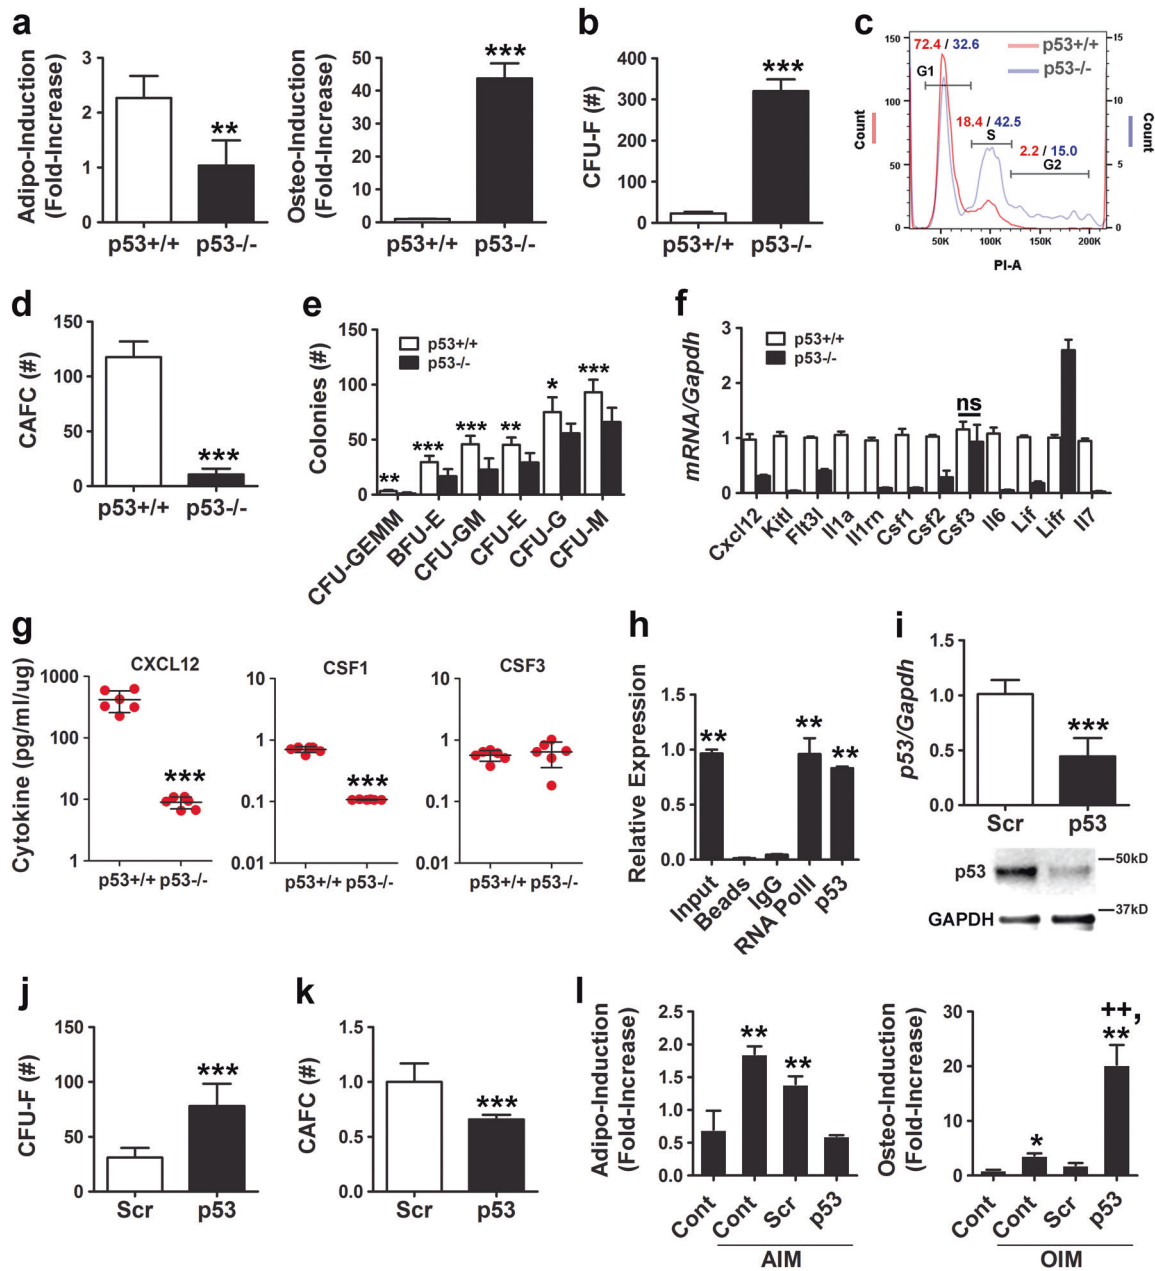 a
Adipo-Induction
(Fold-Increase)
3
2
1
0
**
p53+/+ p53-/-
Osteo-Induction
(Fold-Increase)
50
40
30
20
10
0
***
p53+/+ p53-/-
b
CFU-F (#)
400
300
200
100
0
***
p53+/+ p53-/-
c
Count
150
100
50
0
72.4 / 32.6
G1
18.4 / 42.5
S
2.2 / 15.0
G2
p53+/+
p53-/-
15
10
5
0
Count
50K 100K 150K 200K
PI-A
d
CAFC (#)
150
100
50
0
***
p53+/+ p53-/-
e
Colonies (#)
150
100
50
0
p53+/+
p53-/-
** *** *** ** * ***
CFU-GEMM BFU-E CFU-GM CFU-E CFU-G CFU-M
f
mRNA/Gapdh
3
2
1
0
p53+/+
p53-/-
ns
Cxcl12 Kitl Flt3l Il1a Il1rn Csf1 Csf2 Csf3 Il6 Lif Lifr Il7
g
Cytokine (pg/ml/ug)
CXCL12
1000
100
10
1
***
p53+/+ p53-/-
CSF1
10
1
0.1
0.01
***
p53+/+ p53-/-
CSF3
10
1
0.1
0.01
p53+/+ p53-/-
h
Relative Expression
1.5
1.0
0.5
0.0
** ** **
Input Beads IgG RNA PolII p53
i
p53/Gapdh
1.5
1.0
0.5
0.0
***
Scr p53
p53
50kD
GAPDH
37kD
j
CFU-F (#)
150
100
50
0
***
Scr p53
k
CAFC (#)
1.5
1.0
0.5
0.0
***
Scr p53
l
Adipo-Induction
(Fold-Increase)
2.5
2.0
1.5
1.0
0.5
0.0
** **
Cont Cont Scr p53
AIM
Osteo-Induction
(Fold-Increase)
30
20
10
0
*
++,
**
Cont Cont Scr p53
OIM